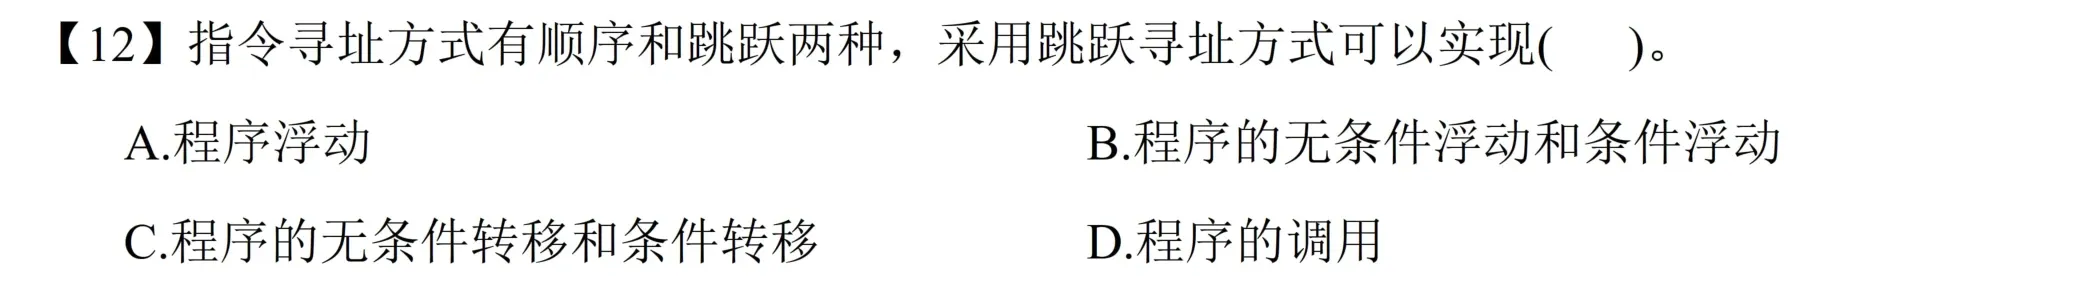 【12】指令寻址方式有顺序和跳跃两种，采用跳跃寻址方式可以实现(    )。
A.程序浮动 B.程序的无条件浮动和条件浮动
C.程序的无条件转移和条件转移 D.程序的调用